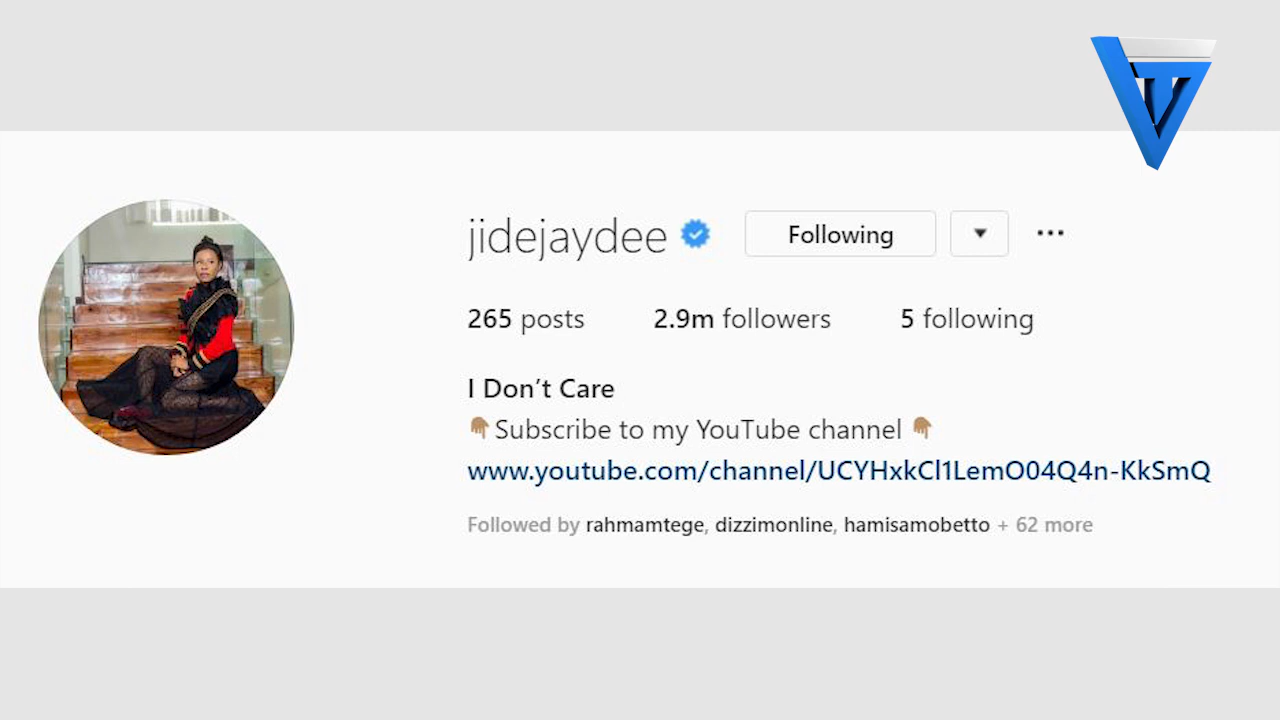 jidejaydee Following
265 posts 2.9m followers 5 following
I Don’t Care
👇🏽Subscribe to my YouTube channel 👇🏽
www.youtube.com/channel/UCYHxkCl1LemO04Q4n-KkSmQ
Followed by rahmamtege, dizzimonline, hamisamobetto + 62 more